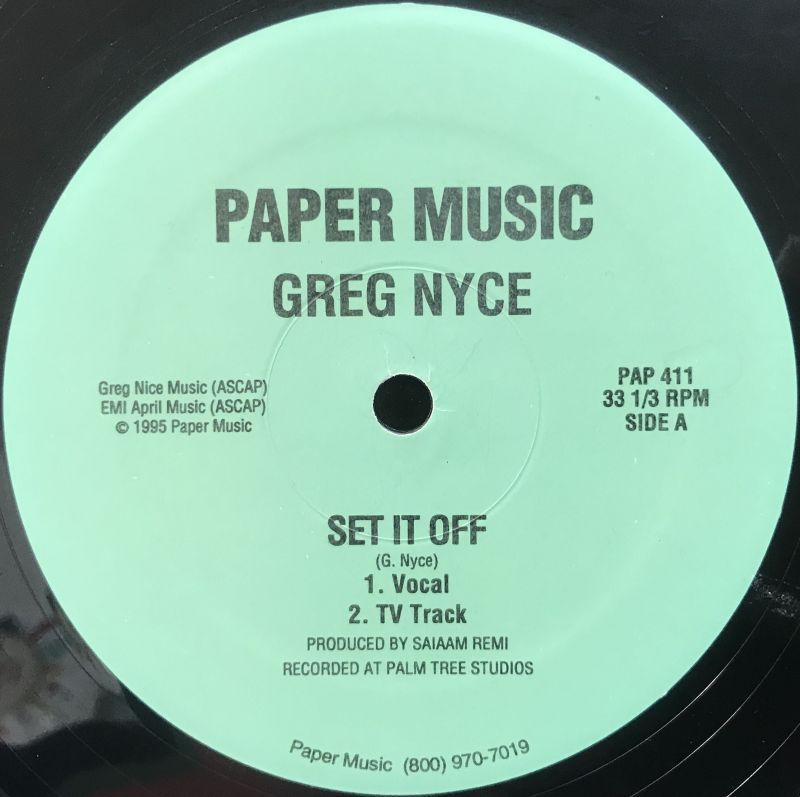 PAPER MUSIC
GREG NYCE
Greg Nice Music (ASCAP)
EMI April Music (ASCAP)
© 1995 Paper Music
PAP 411
33 1/3 RPM
SIDE A
SET IT OFF
(G. Nyce)
1. Vocal
2. TV Track
PRODUCED BY SAIAAM REMI
RECORDED AT PALM TREE STUDIOS
Paper Music (800) 970-7019